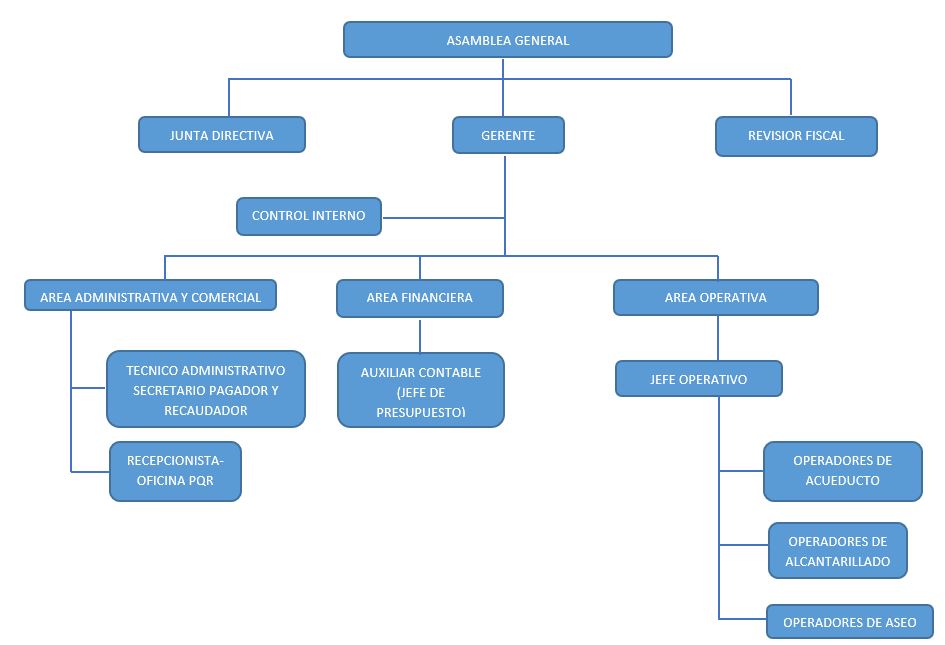 ASAMBLEA GENERAL
JUNTA DIRECTIVA
GERENTE
REVISIOR FISCAL
CONTROL INTERNO
AREA ADMINISTRATIVA Y COMERCIAL
AREA FINANCIERA
AREA OPERATIVA
TECNICO ADMINISTRATIVO
SECRETARIO PAGADOR Y
RECAUDADOR
AUXILIAR CONTABLE
(JEFE DE
PRESUPUESTO)
JEFE OPERATIVO
RECEPCIONISTA-
OFICINA PQR
OPERADORES DE
ACUEDUCTO
OPERADORES DE
ALCANTARILLADO
OPERADORES DE ASEO